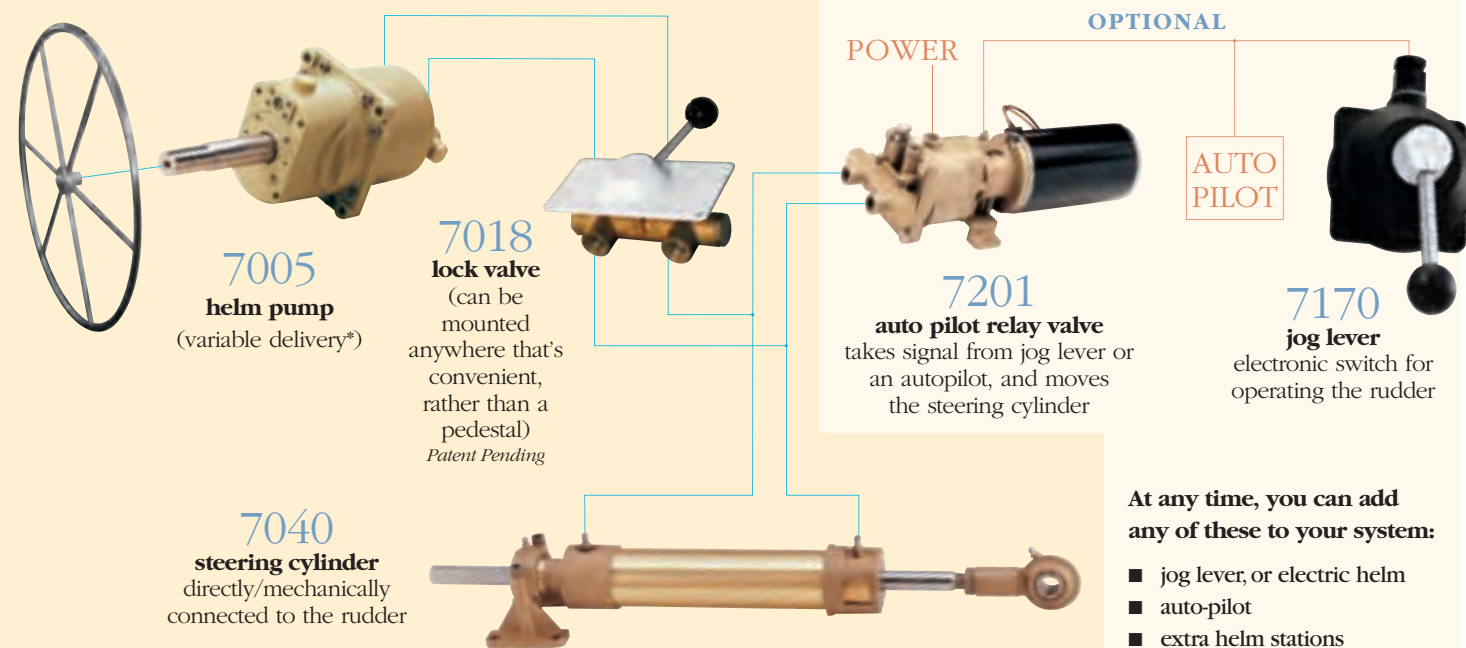 OPTIONAL
POWER
AUTO
PILOT
7005
helm pump
(variable delivery*)
7018
lock valve
(can be
mounted
anywhere that's
convenient,
rather than a
pedestal)
Patent Pending
7201
auto pilot relay valve
takes signal from jog lever or
an autopilot, and moves
the steering cylinder
7170
jog lever
electronic switch for
operating the rudder
7040
steering cylinder
directly/mechanically
connected to the rudder
At any time, you can add
any of these to your system:
■ jog lever, or electric helm
■ auto-pilot
■ extra helm stations